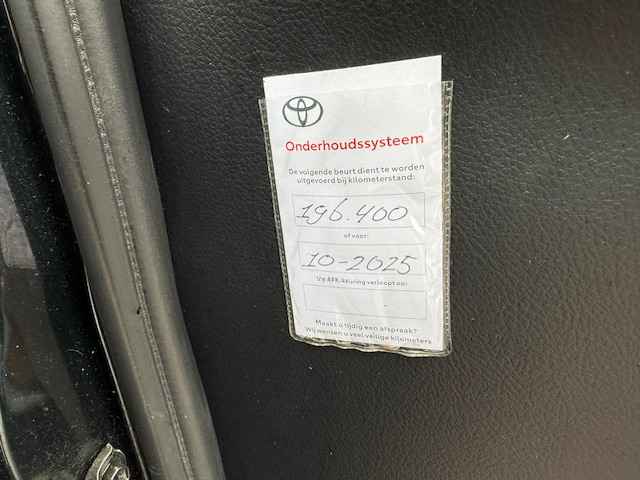 Onderhoudssysteem
De volgende beurt dient te worden
uitgevoerd bij kilometerstand:
196.400
of voor:
10-2025
Uw APK-keuring verloopt op:
-
Maakt u tijdig een afspraak?
Wij wensen u veel veilige kilometers